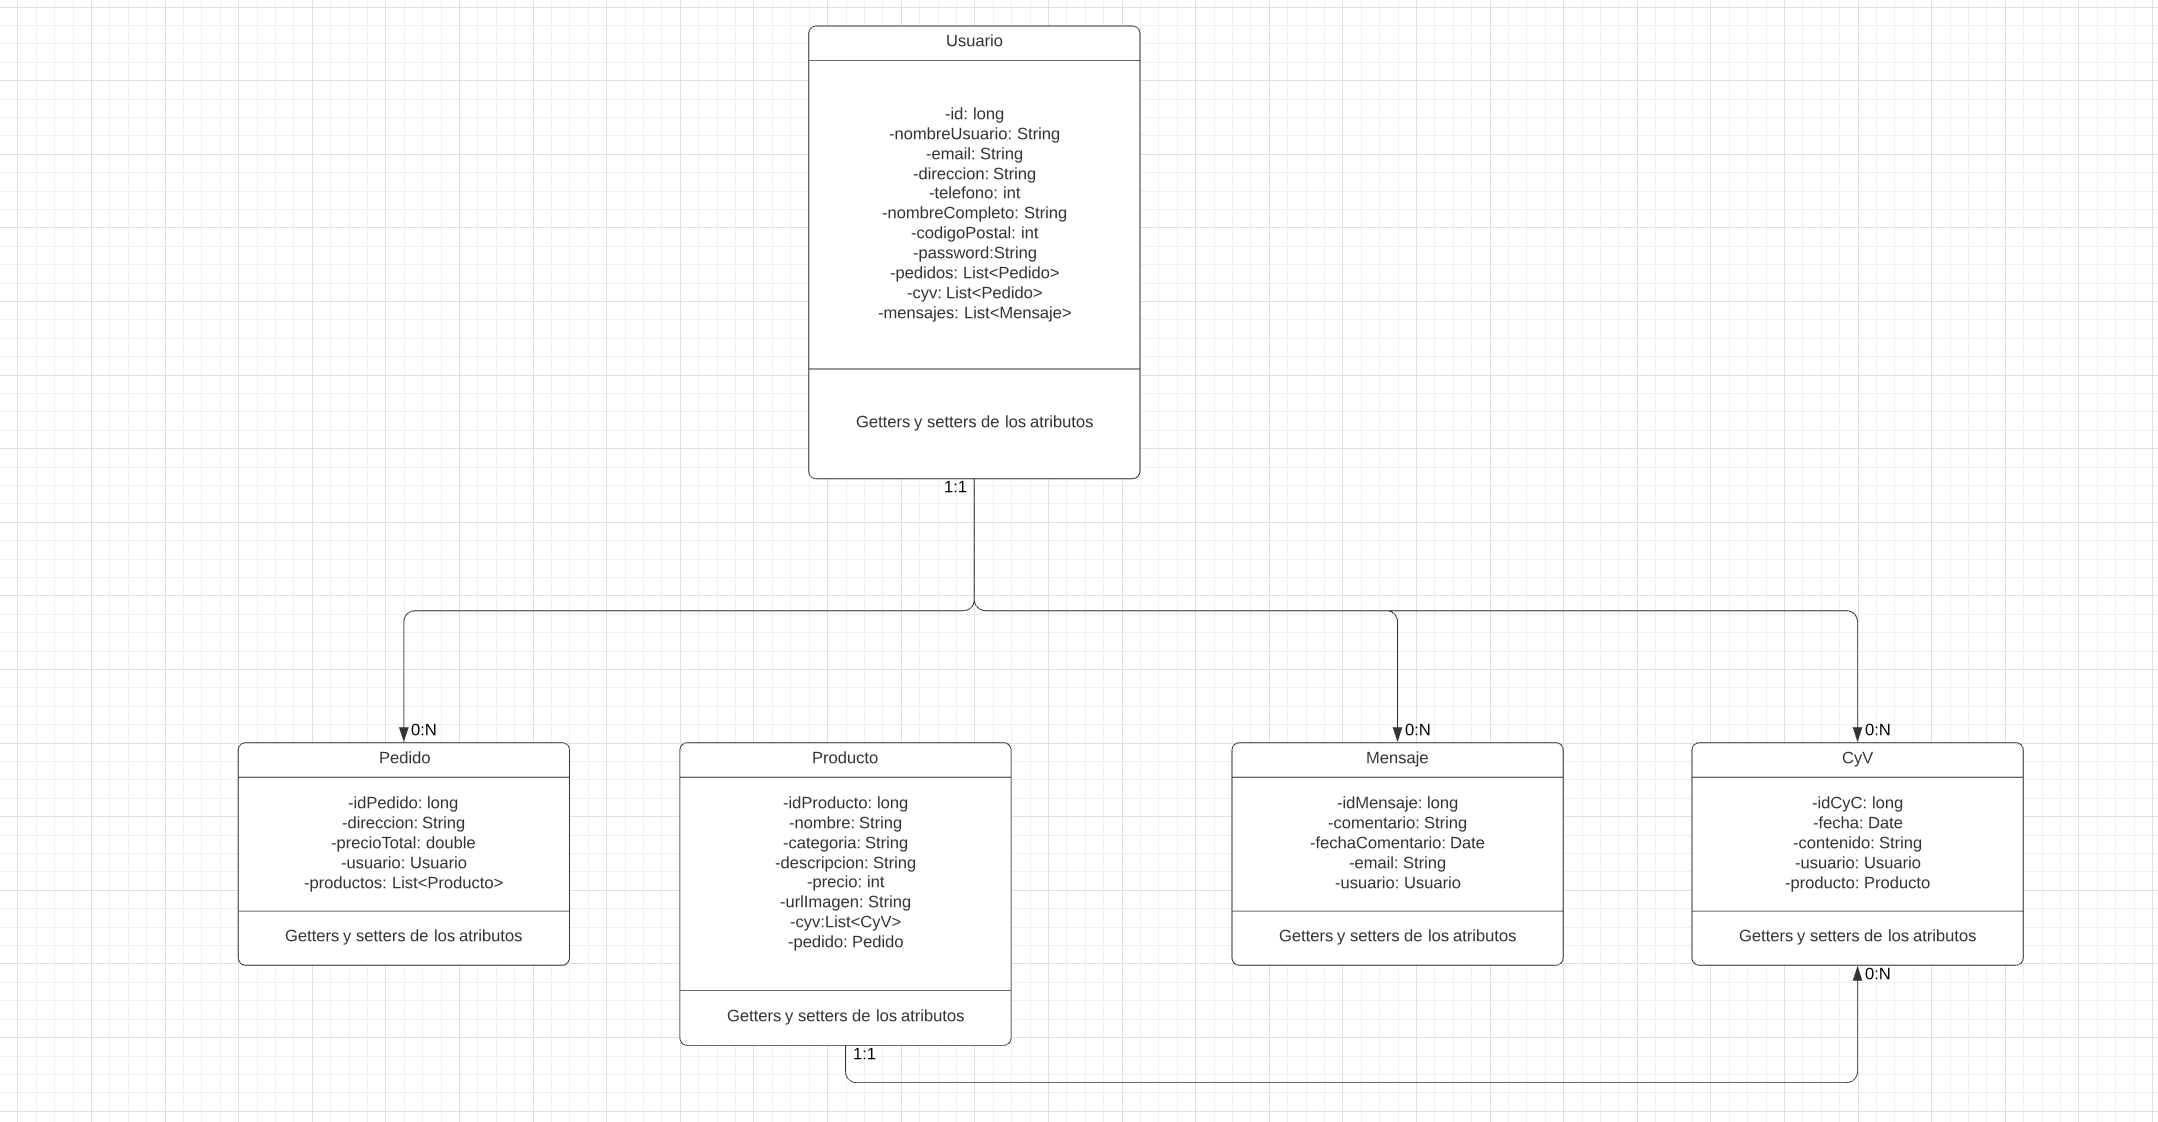 Usuario
-id: long
-nombreUsuario: String
-email: String
-direccion: String
-telefono: int
-nombreCompleto: String
-codigoPostal: int
-password:String
-pedidos: List<Pedido>
-cyv: List<Pedido>
-mensajes: List<Mensaje>
Getters y setters de los atributos
1:1
0:N
Pedido
-idPedido: long
-direccion: String
-precioTotal: double
-usuario: Usuario
-productos: List<Producto>
Getters y setters de los atributos
Producto
-idProducto: long
-nombre: String
-categoria: String
-descripcion: String
-precio: int
-urlImagen: String
-cyv:List<CyV>
-pedido: Pedido
Getters y setters de los atributos
1:1
0:N
Mensaje
-idMensaje: long
-comentario: String
-fechaComentario: Date
-email: String
-usuario: Usuario
Getters y setters de los atributos
0:N
CyV
-idCyC: long
-fecha: Date
-contenido: String
-usuario: Usuario
-producto: Producto
Getters y setters de los atributos
0:N